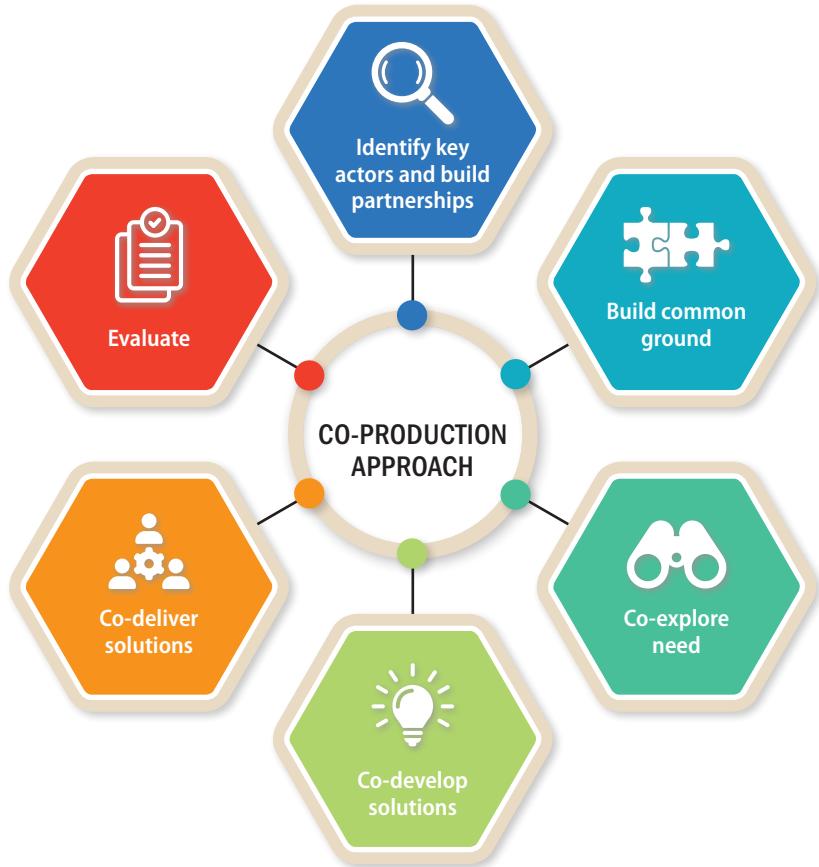 Identify key
actors and build
partnerships
Build common
ground
Co-explore
need
Co-develop
solutions
Co-deliver
solutions
Evaluate
CO-PRODUCTION
APPROACH